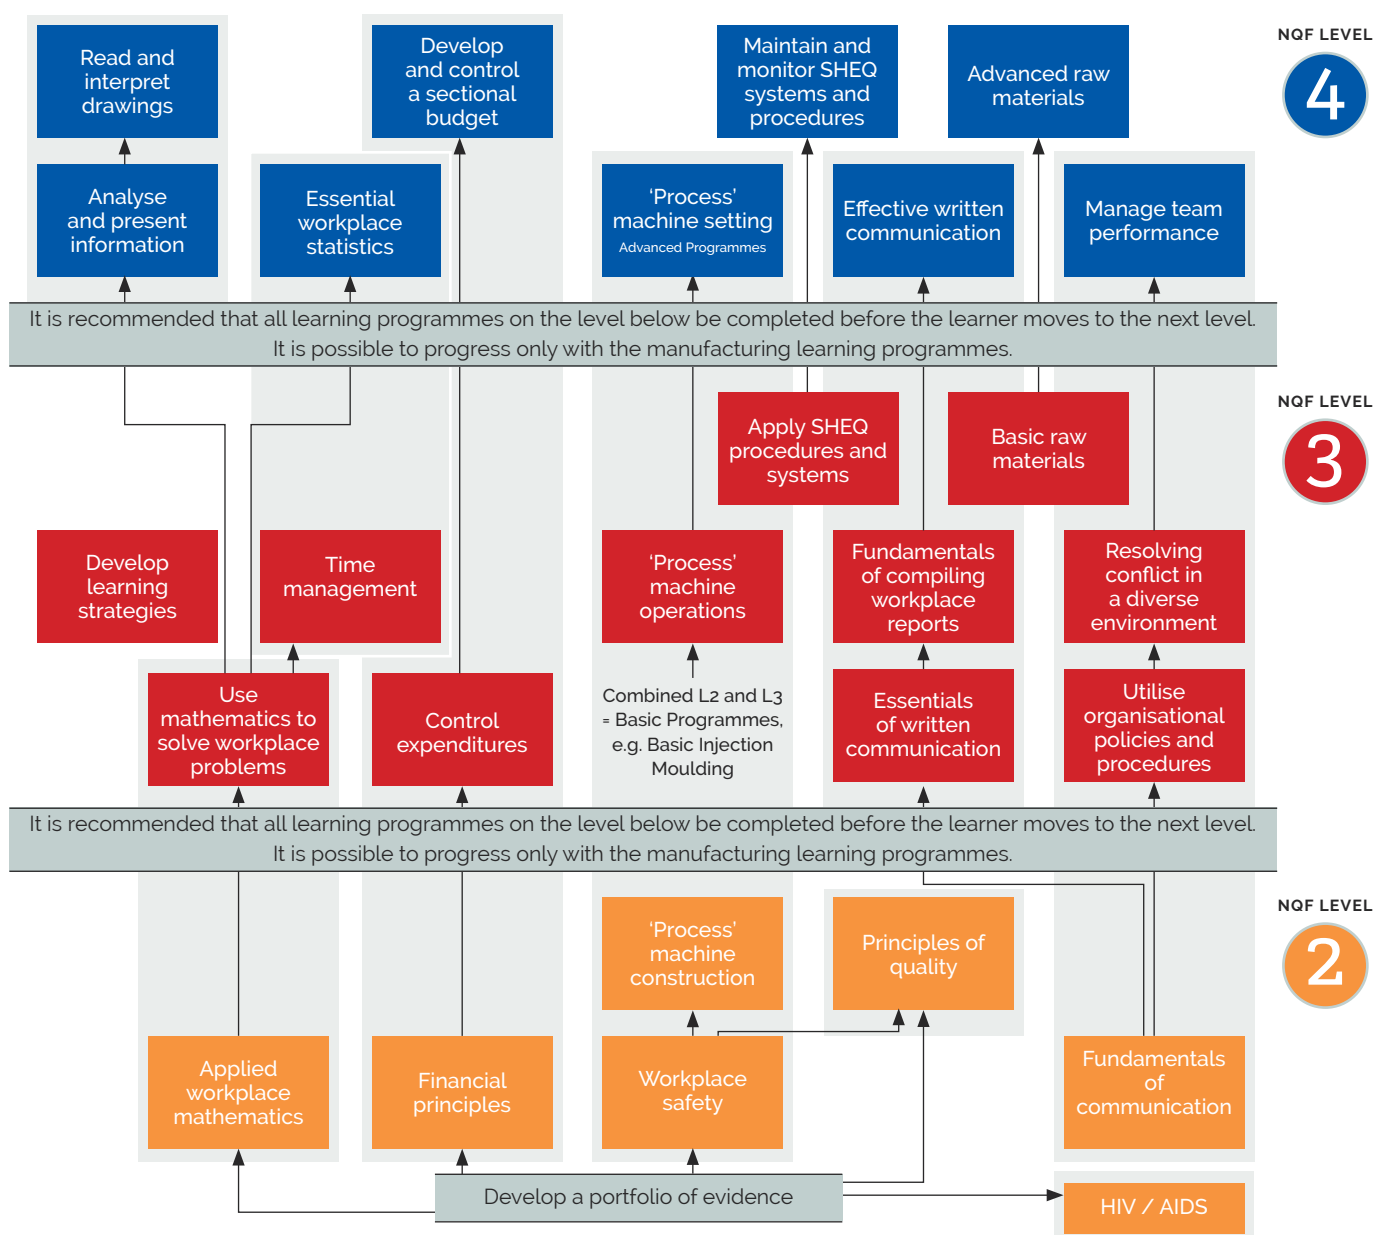 Read and
interpret
drawings
Develop
and control
a sectional
budget
Maintain and
monitor SHEQ
systems and
procedures
Advanced raw
materials
NQF LEVEL
4
Analyse
and present
information
Essential
workplace
statistics
‘Process’
machine setting
Advanced Programmes
Effective written
communication
Manage team
performance
It is recommended that all learning programmes on the level below be completed before the learner moves to the next level.
It is possible to progress only with the manufacturing learning programmes.
Apply SHEQ
procedures and
systems
Basic raw
materials
NQF LEVEL
3
Develop
learning
strategies
Time
management
‘Process’
machine
operations
Fundamentals
of compiling
workplace
reports
Resolving
conflict in
a diverse
environment
Use
mathematics to
solve workplace
problems
Control
expenditures
Combined L2 and L3
= Basic Programmes,
e.g. Basic Injection
Moulding
Essentials
of written
communication
Utilise
organisational
policies and
procedures
It is recommended that all learning programmes on the level below be completed before the learner moves to the next level.
It is possible to progress only with the manufacturing learning programmes.
‘Process’
machine
construction
Principles of
quality
NQF LEVEL
2
Applied
workplace
mathematics
Financial
principles
Workplace
safety
Fundamentals
of
communication
Develop a portfolio of evidence
HIV / AIDS